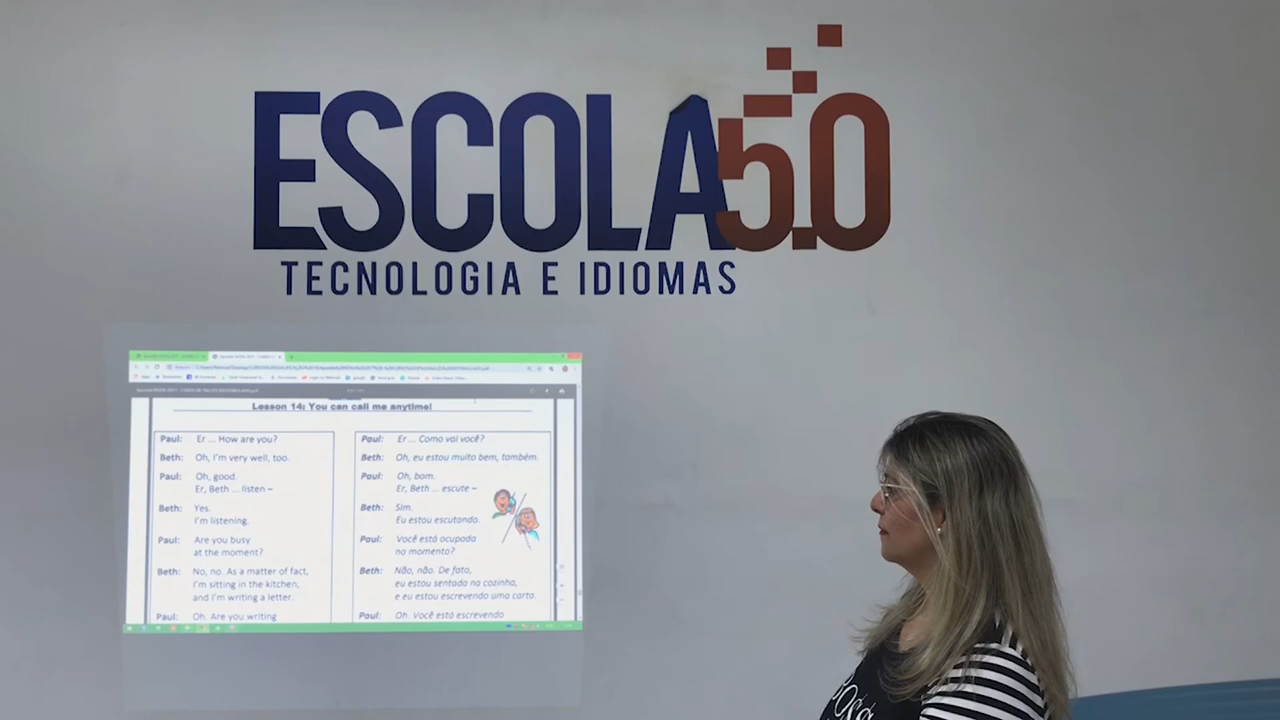 ESCOLA 5.0
TECNOLOGIA E IDIOMAS
Lesson 14: You can call me anytime!
Paul: Er ... How are you?
Beth: Oh, I'm very well, too.
Paul: Oh, good.
Er, Beth ... listen –
Beth: Yes.
I'm listening.
Paul: Are you busy
at the moment?
Beth: No, no. As a matter of fact,
I'm sitting in the kitchen,
and I'm writing a letter.
Paul: Oh. Are you writing
Paul: Er ... Como vai você?
Beth: Oh, eu estou muito bem, também.
Paul: Oh, bom.
Er, Beth ... escute –
Beth: Sim.
Eu estou escutando.
Paul: Você está ocupada
no momento?
Beth: Não, não. De fato,
eu estou sentada na cozinha,
e eu estou escrevendo uma carta.
Paul: Oh. Você está escrevendo